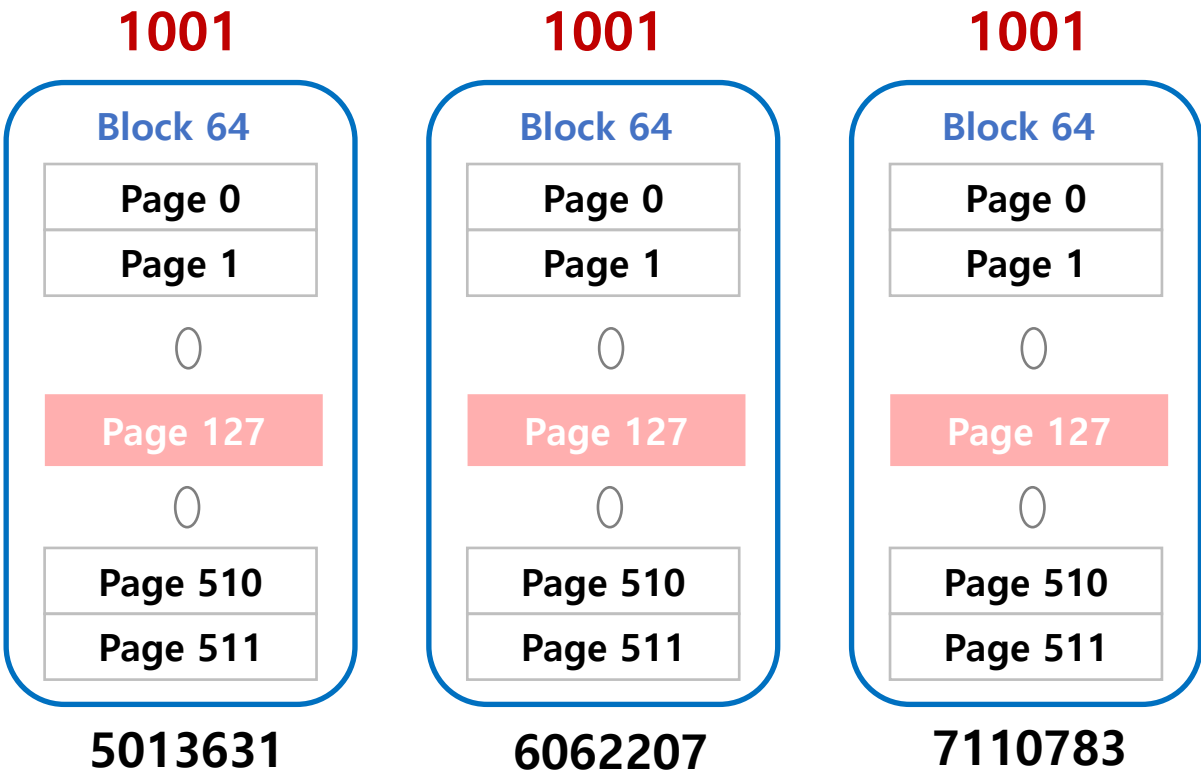 1001
Block 64
Page 0
Page 1
Page 127
Page 510
Page 511
5013631
1001
Block 64
Page 0
Page 1
Page 127
Page 510
Page 511
6062207
1001
Block 64
Page 0
Page 1
Page 127
Page 510
Page 511
7110783